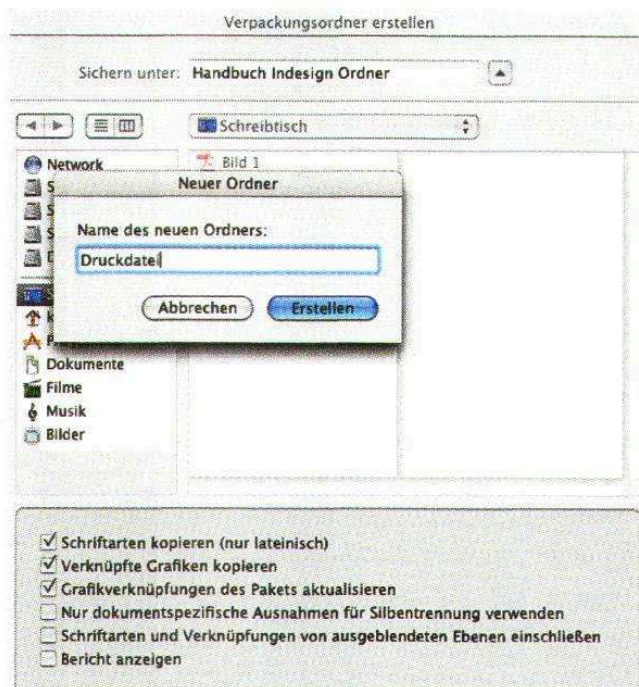 Verpackungsordner erstellen
Sichern unter: Handbuch Indesign Ordner
Schreibtisch
Network
Bild 1
Neuer Ordner
Name des neuen Ordners:
Druckdatei
Abbrechen
Erstellen
Dokumente
Filme
Musik
Bilder
Schriftarten kopieren (nur lateinisch)
Verknüpfte Grafiken kopieren
Grafikverknüpfungen des Pakets aktualisieren
Nur dokumentspezifische Ausnahmen für Silbentrennung verwenden
Schriftarten und Verknüpfungen von ausgeblendeten Ebenen einschließen
Bericht anzeigen